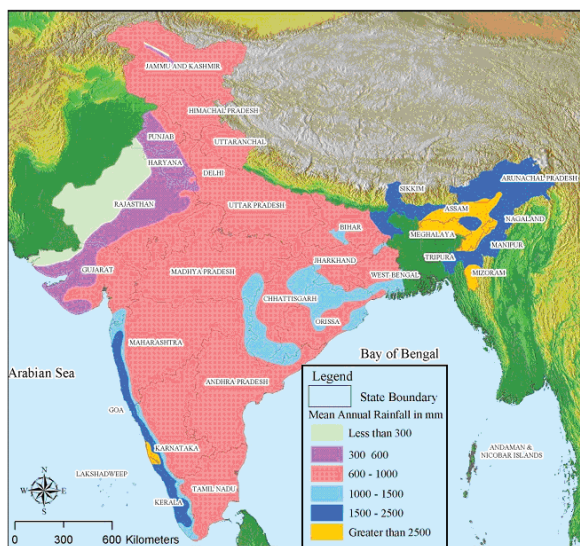 JAMMU AND KASHMIR
HIMACHAL PRADESH
PUNJAB
UTTARANCHAL
HARYANA
DELHI
ARUNACHAL PRADESH
SIKKIM
RAJASTHAN
UTTAR PRADESH
ASSAM
NAGALAND
BIHAR
MEGHALAYA
MANIPUR
JHARKHAND
TRIPURA
GUJARAT
MADHYA PRADESH
WEST BENGAL
MIZORAM
CHHATTISGARH
ORISSA
MAHARASHTRA
Bay of Bengal
Arabian Sea
ANDHRA PRADESH
GOA
KARNATAKA
LAKSHADWEEP
TAMIL NADU
KERALA
ANDAMAN &
NICOBAR ISLANDS
Legend
State Boundary
Mean Annual Rainfall in mm
Less than 300
300 600
600 - 1000
1000 - 1500
1500 - 2500
Greater than 2500
N
W
E
S
0 300 600 Kilometers